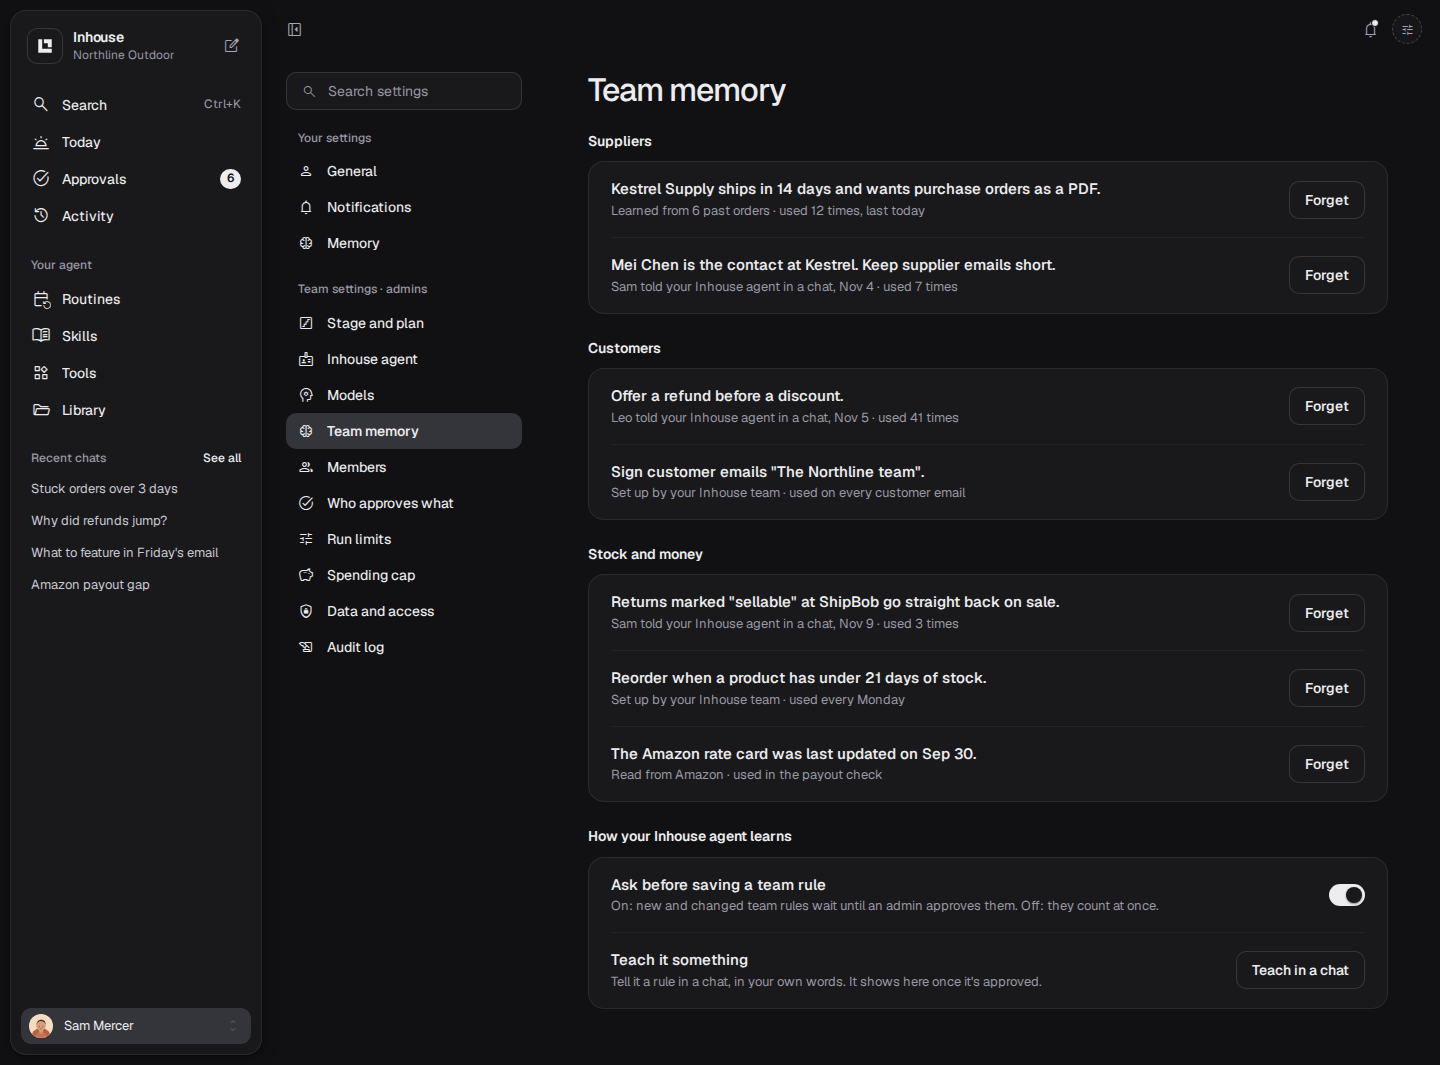 Inhouse
Northline Outdoor
Search
Ctrl+K
Today
Approvals
6
Activity
Your agent
Routines
Skills
Tools
Library
Recent chats
See all
Stuck orders over 3 days
Why did refunds jump?
What to feature in Friday's email
Amazon payout gap
Sam Mercer
Search settings
Your settings
General
Notifications
Memory
Team settings · admins
Stage and plan
Inhouse agent
Models
Team memory
Members
Who approves what
Run limits
Spending cap
Data and access
Audit log
Team memory
Suppliers
Kestrel Supply ships in 14 days and wants purchase orders as a PDF.
Learned from 6 past orders · used 12 times, last today
Forget
Mei Chen is the contact at Kestrel. Keep supplier emails short.
Sam told your Inhouse agent in a chat, Nov 4 · used 7 times
Forget
Customers
Offer a refund before a discount.
Leo told your Inhouse agent in a chat, Nov 5 · used 41 times
Forget
Sign customer emails "The Northline team".
Set up by your Inhouse team · used on every customer email
Forget
Stock and money
Returns marked "sellable" at ShipBob go straight back on sale.
Sam told your Inhouse agent in a chat, Nov 9 · used 3 times
Forget
Reorder when a product has under 21 days of stock.
Set up by your Inhouse team · used every Monday
Forget
The Amazon rate card was last updated on Sep 30.
Read from Amazon · used in the payout check
Forget
How your Inhouse agent learns
Ask before saving a team rule
On: new and changed team rules wait until an admin approves them. Off: they count at once.
Teach it something
Tell it a rule in a chat, in your own words. It shows here once it's approved.
Teach in a chat